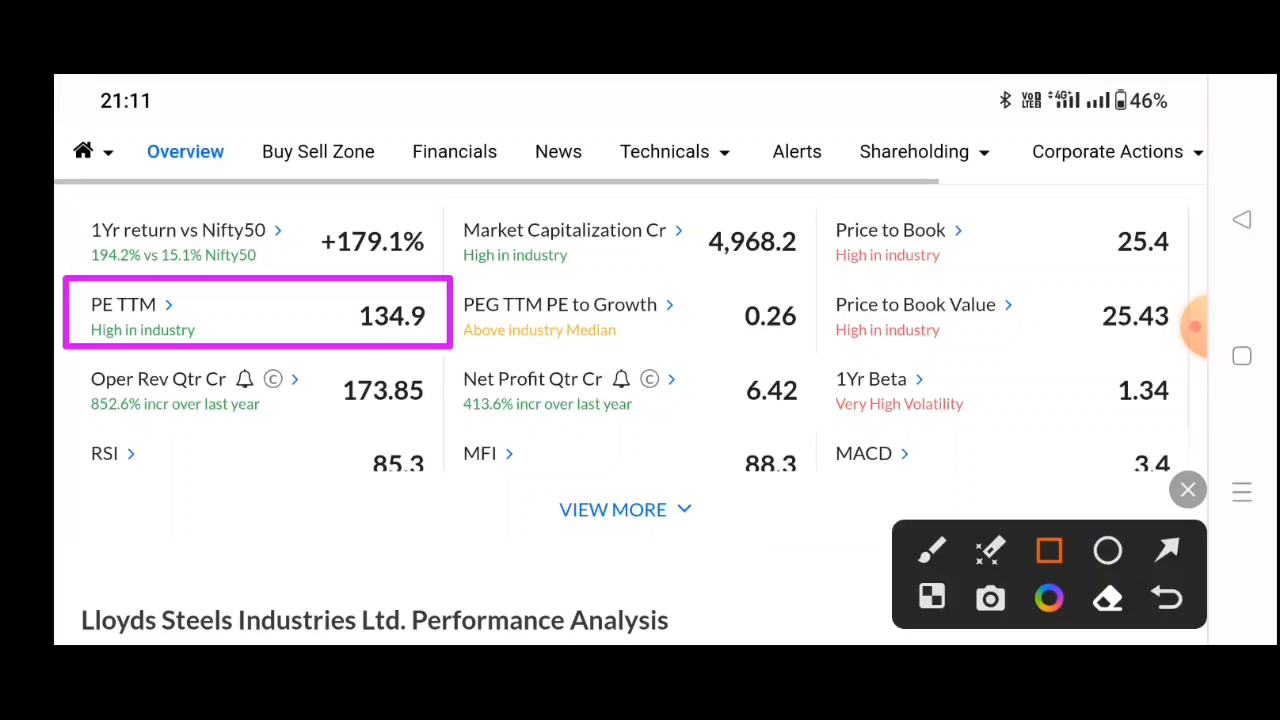 21:11
VoD LTE 4G+ 46%
Overview Buy Sell Zone Financials News Technicals Alerts Shareholding Corporate Actions
1Yr return vs Nifty50 +179.1%
194.2% vs 15.1% Nifty50
Market Capitalization Cr 4,968.2
High in industry
Price to Book 25.4
High in industry
PE TTM 134.9
High in industry
PEG TTM PE to Growth 0.26
Above industry Median
Price to Book Value 25.43
High in industry
Oper Rev Qtr Cr © 173.85
852.6% incr over last year
Net Profit Qtr Cr © 6.42
413.6% incr over last year
1Yr Beta 1.34
Very High Volatility
RSI 85.3
MFI 88.3
MACD 3.4
VIEW MORE
Lloyds Steels Industries Ltd. Performance Analysis